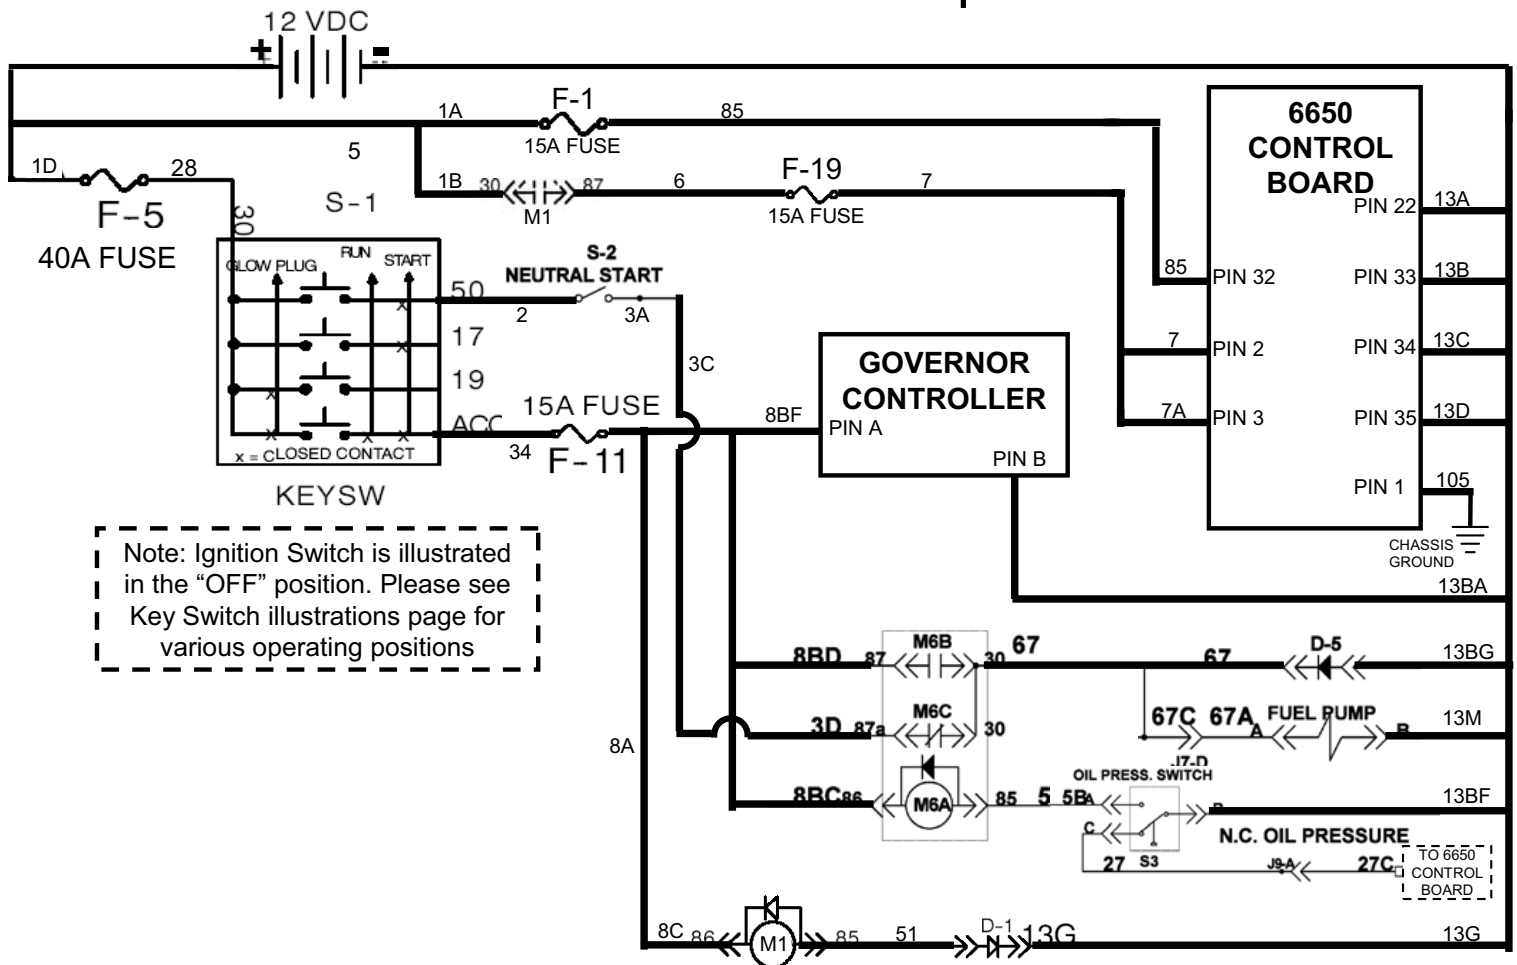 12 VDC
+ -
1A F-1 85
15A FUSE
6650
CONTROL
BOARD
5
1D 28
1B 30 87 6 F-19 7
M1
15A FUSE
F-5
40A FUSE
S-1
30
PIN 22 13A
GLOW PLUG RUN START
S-2
NEUTRAL START
50
2 3A
85 PIN 32
PIN 33 13B
17
19
ACC
3C
7 PIN 2
PIN 34 13C
GOVERNOR
CONTROLLER
15A FUSE
8BF PIN A
7A PIN 3
PIN 35 13D
34 F-11
PIN B
x x x x x x x
x = CLOSED CONTACT
KEYSW
PIN 1 105
CHASSIS
GROUND
Note: Ignition Switch is illustrated
in the “OFF” position. Please see
Key Switch illustrations page for
various operating positions
13BA
8BD 87 M6B 30 67 67 D-5 13BG
3D 87a M6C 30
67C 67A A FUEL PUMP B 13M
J7-D
8A
8BC 86 M6A 85 5 5B A
OIL PRESS. SWITCH
B 13BF
C
N.C. OIL PRESSURE
27 S3 J9-A 27C
TO 6650
CONTROL
BOARD
8C 86 M1 85 51 D-1 13G 13G